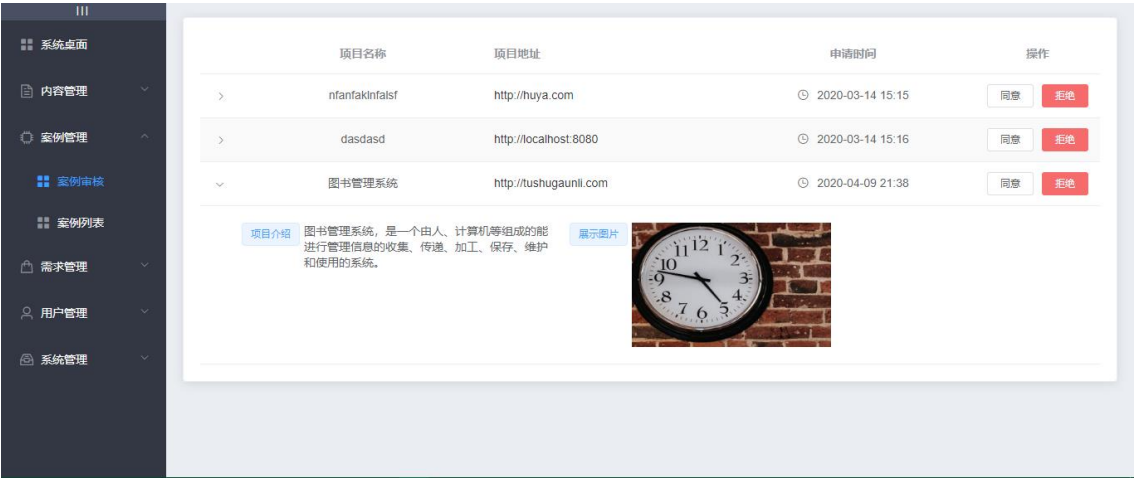 系统桌面
内容管理
案例管理
案例审核
案例列表
需求管理
用户管理
系统管理
项目名称 项目地址 申请时间 操作
nfanfaklnfalsf http://huya.com 2020-03-14 15:15 同意 拒绝
dasdasd http://localhost:8080 2020-03-14 15:16 同意 拒绝
图书管理系统 http://tushugaunli.com 2020-04-09 21:38 同意 拒绝
项目介绍 图书管理系统，是一个由人、计算机等组成的能
进行管理信息的收集、传递、加工、保存、维护
和使用的系统。
展示图片
11 12 1
10 2
9 3
8 4
7 6 5